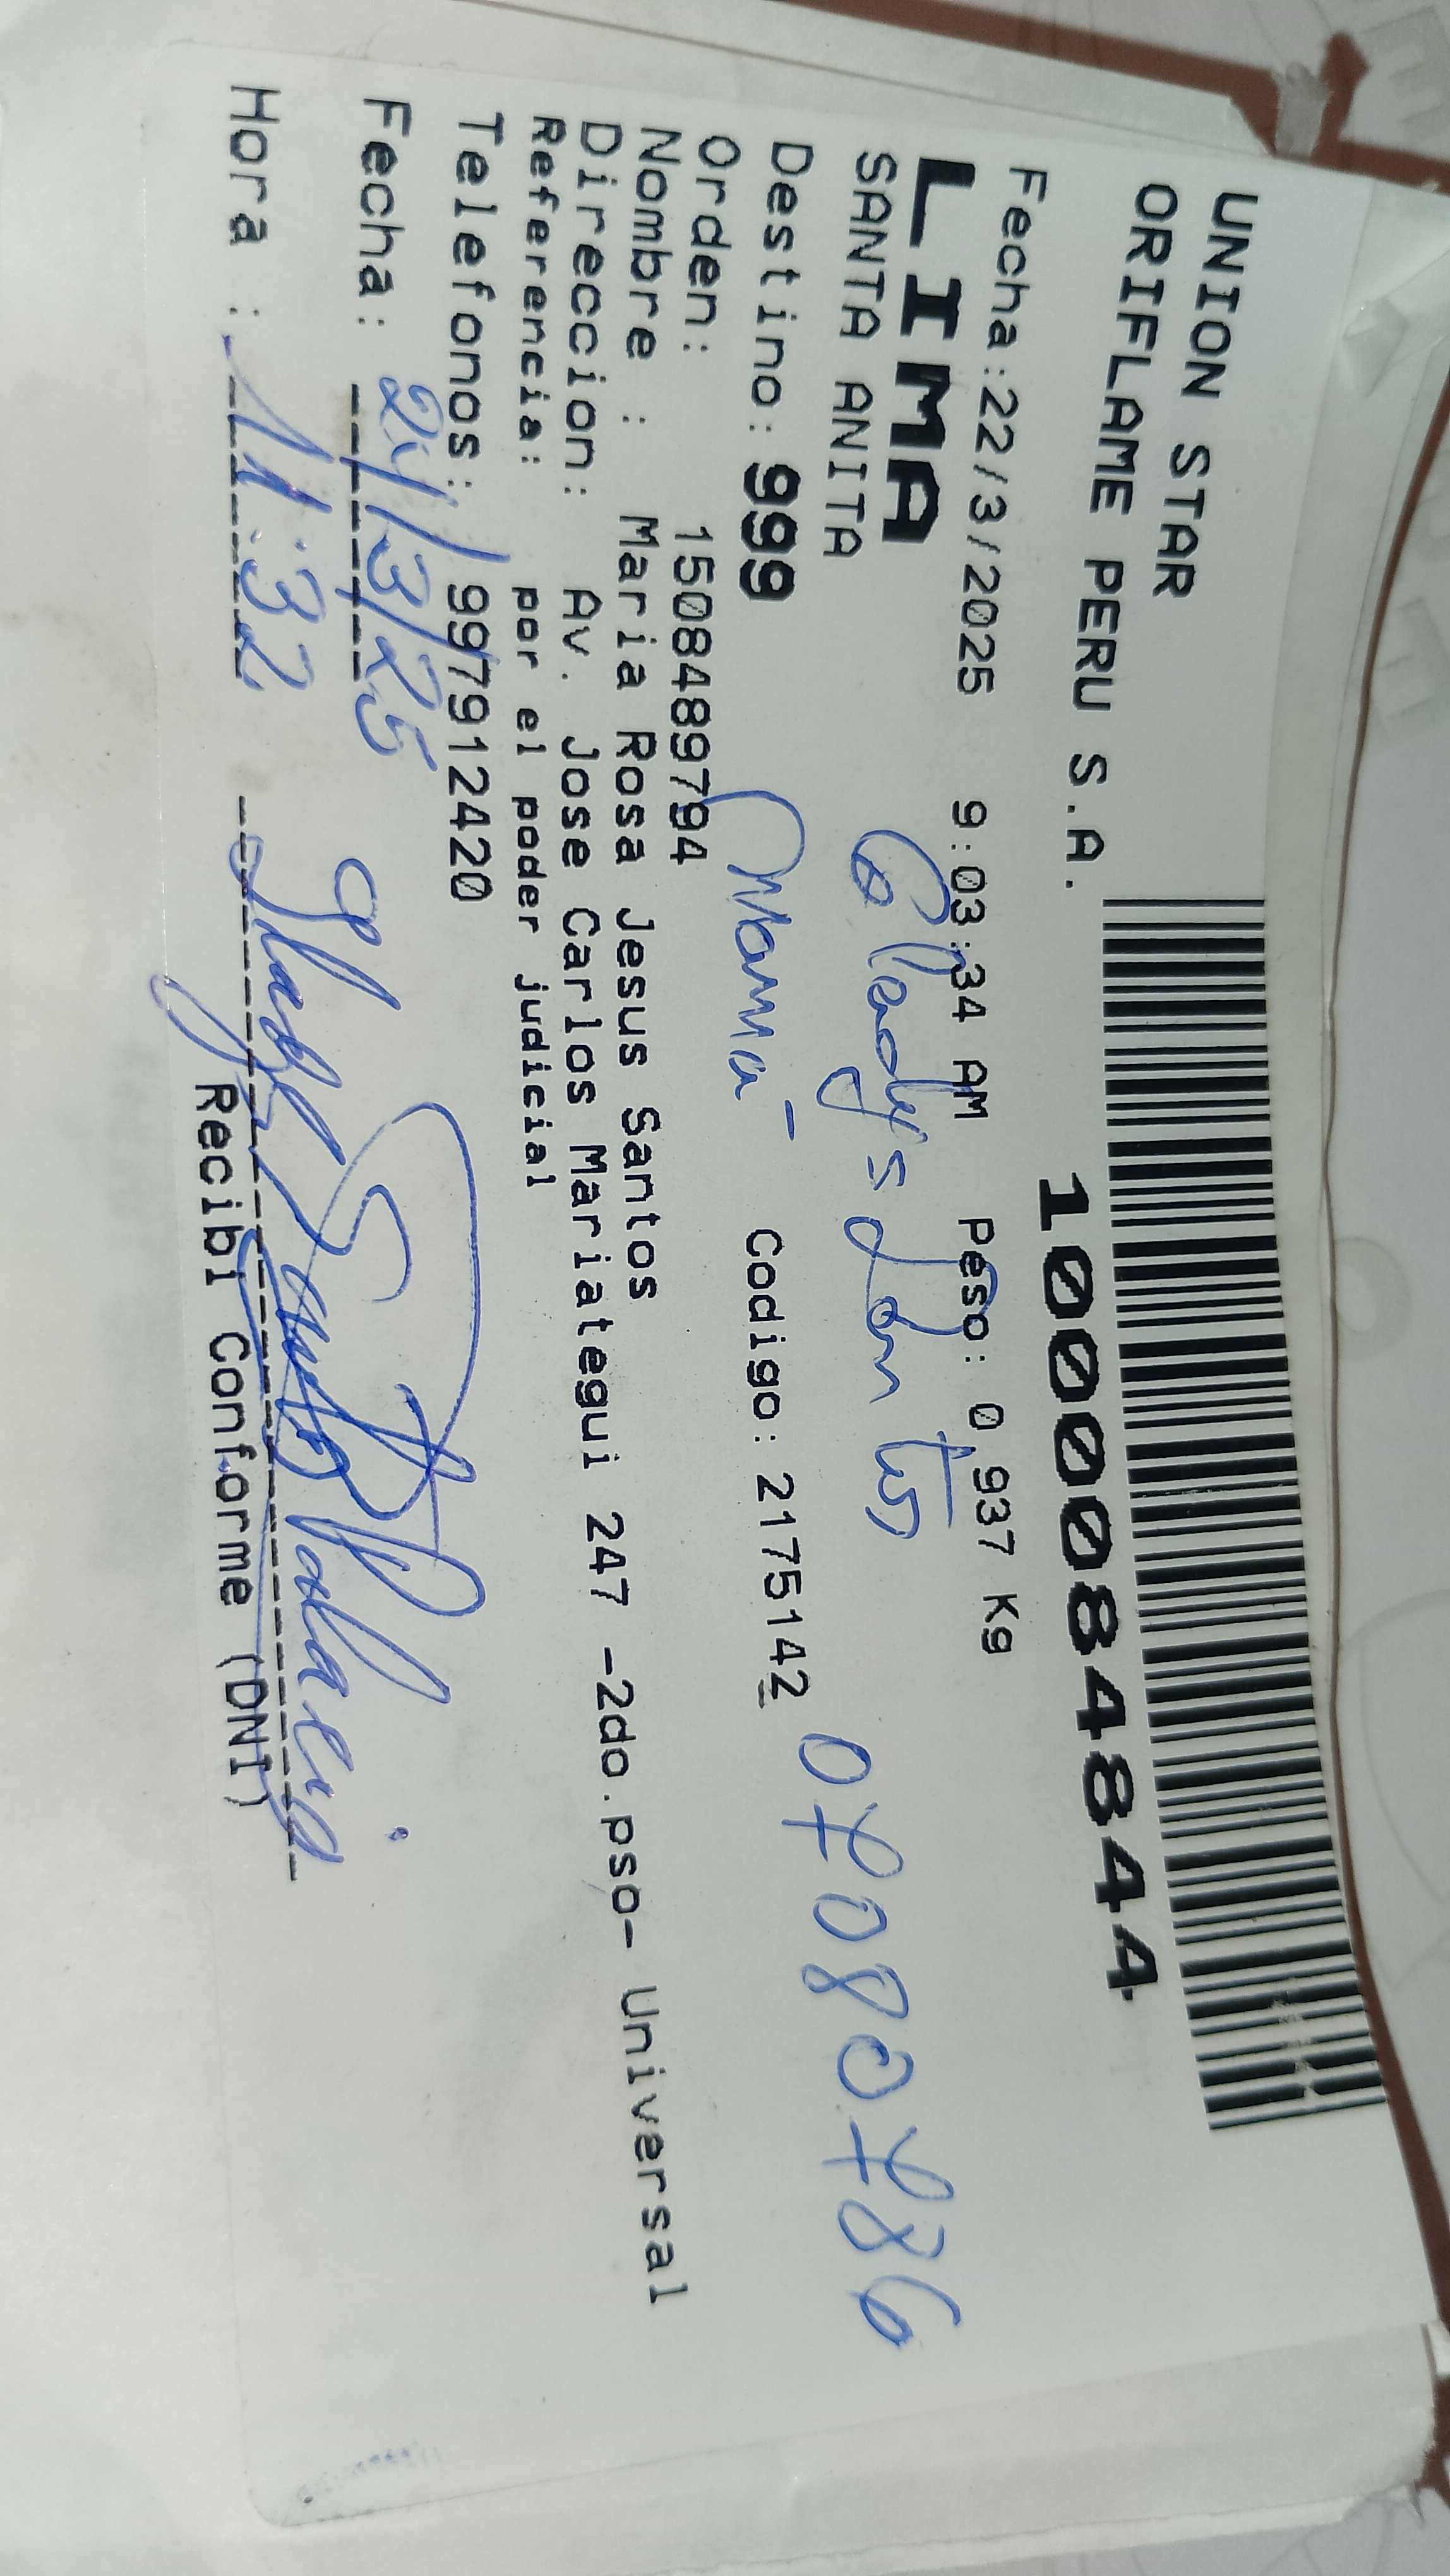 UNION STAR
ORIFLAME PERU S.A.
1000084844
Fecha:22/3/2025 9:03:34 AM Peso: 0.937 Kg
LIMA
SANTA ANITA
Gladys Santos
07080786
Destino: 999
Mamá
Codigo: 2175142
Orden: 1508489794
Nombre : Maria Rosa Jesus Santos
Direccion: Av. Jose Carlos Mariategui 247 -2do.pso- Universal
Referencia: por el poder judicial
Telefonos: 997912420
Fecha: 24/3/25
Hora : 11:32
Recibi Conforme (DNI)